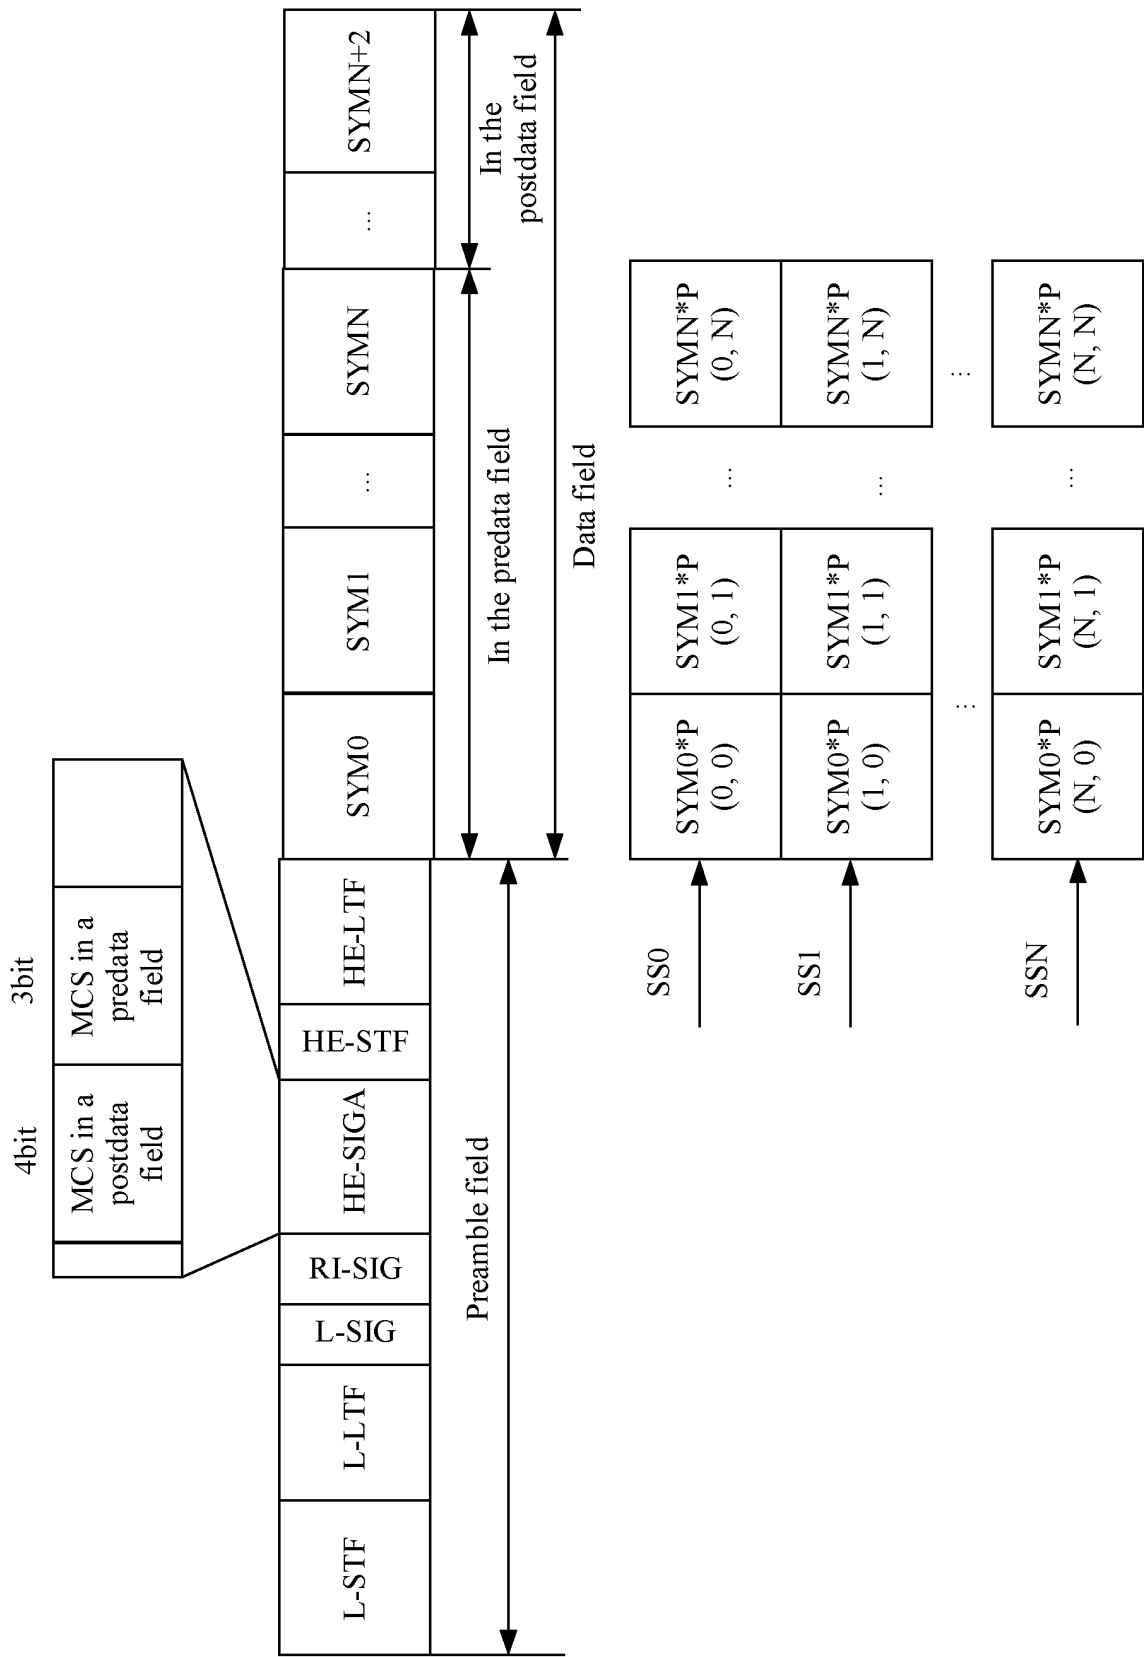 4bit
3bit
MCS in a
postdata
field
MCS in a
predata
field
L-STF
L-LTF
L-SIG
RI-SIG
HE-SIGA
HE-STF
HE-LTF
SYM0
SYM1
...
SYMN
...
SYMN+2
Preamble field
In the predata field
In the
postdata field
Data field
SS0
SYM0*P
(0, 0)
SYM1*P
(0, 1)
...
SYMN*P
(0, N)
SS1
SYM0*P
(1, 0)
SYM1*P
(1, 1)
...
SYMN*P
(1, N)
...
...
SSN
SYM0*P
(N, 0)
SYM1*P
(N, 1)
...
SYMN*P
(N, N)